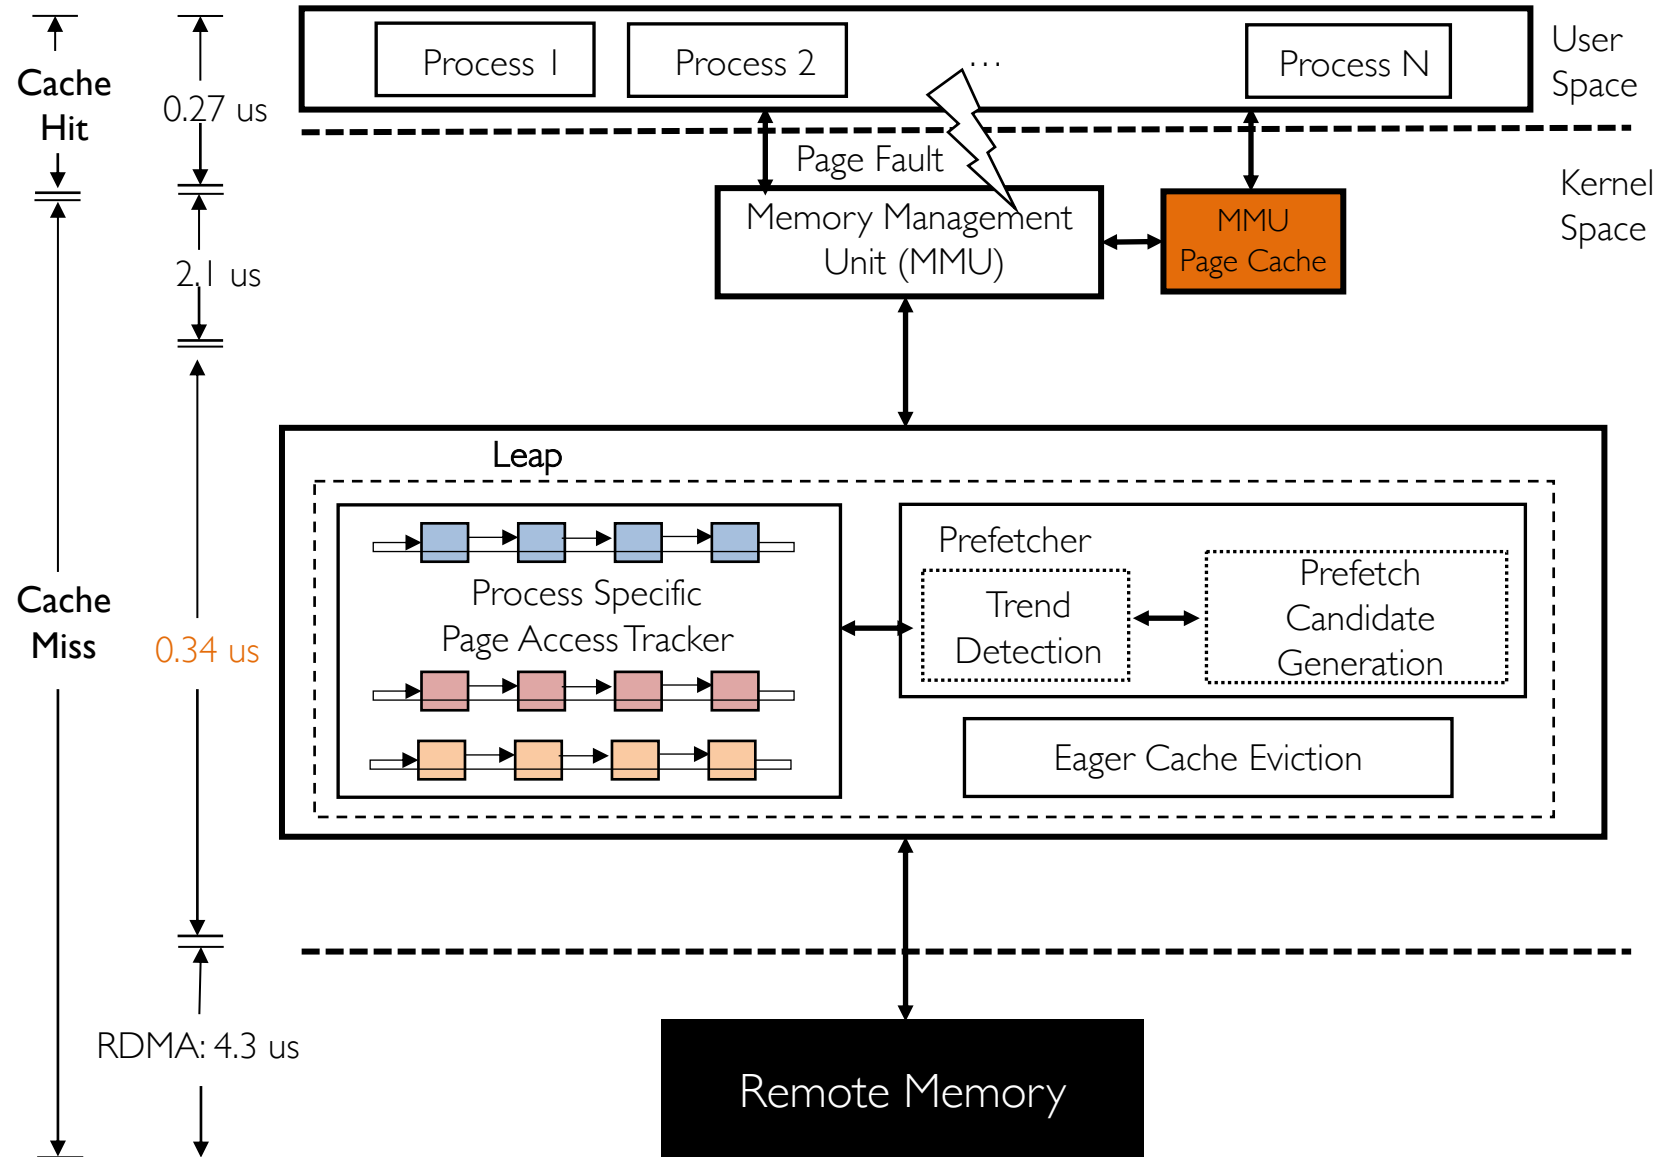 Process 1
Process 2
...
Process N
User
Space
Cache
Hit
0.27 us
Page Fault
Kernel
Space
Memory Management
Unit (MMU)
MMU
Page Cache
2.1 us
Leap
Process Specific
Page Access Tracker
Prefetcher
Trend
Detection
Prefetch
Candidate
Generation
Cache
Miss
0.34 us
Eager Cache Eviction
RDMA: 4.3 us
Remote Memory